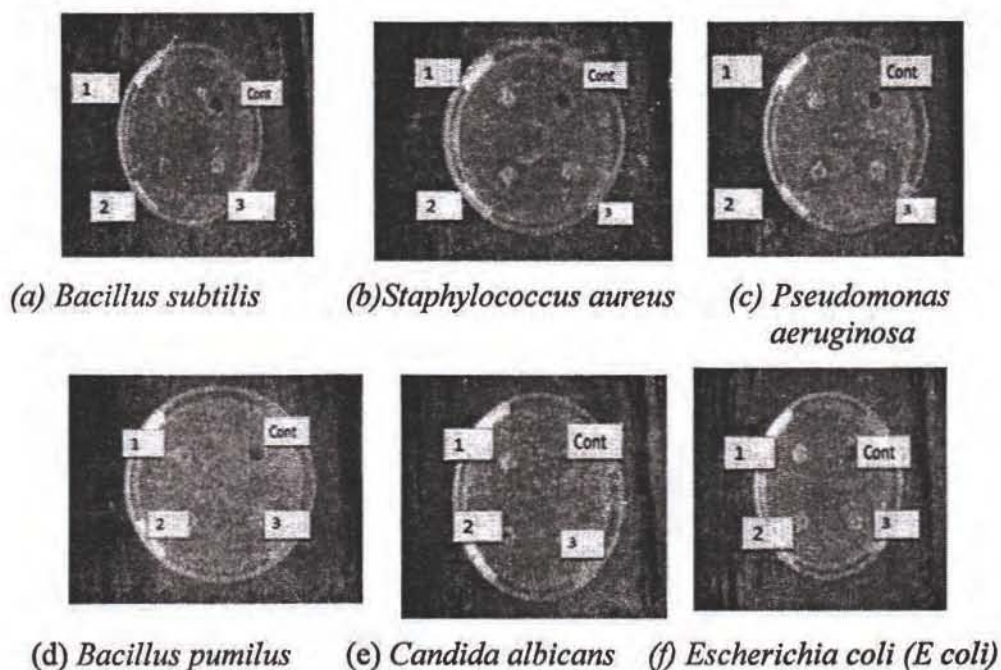 1
Cont
2
3
1
Cont
2
3
1
Cont
2
3
(a) Bacillus subtilis
(b)Staphylococcus aureus
(c) Pseudomonas
aeruginosa
1
Cont
2
3
1
Cont
2
3
1
Cont
2
3
(d) Bacillus pumilus
(e) Candida albicans
(f) Escherichia coli (E coli)